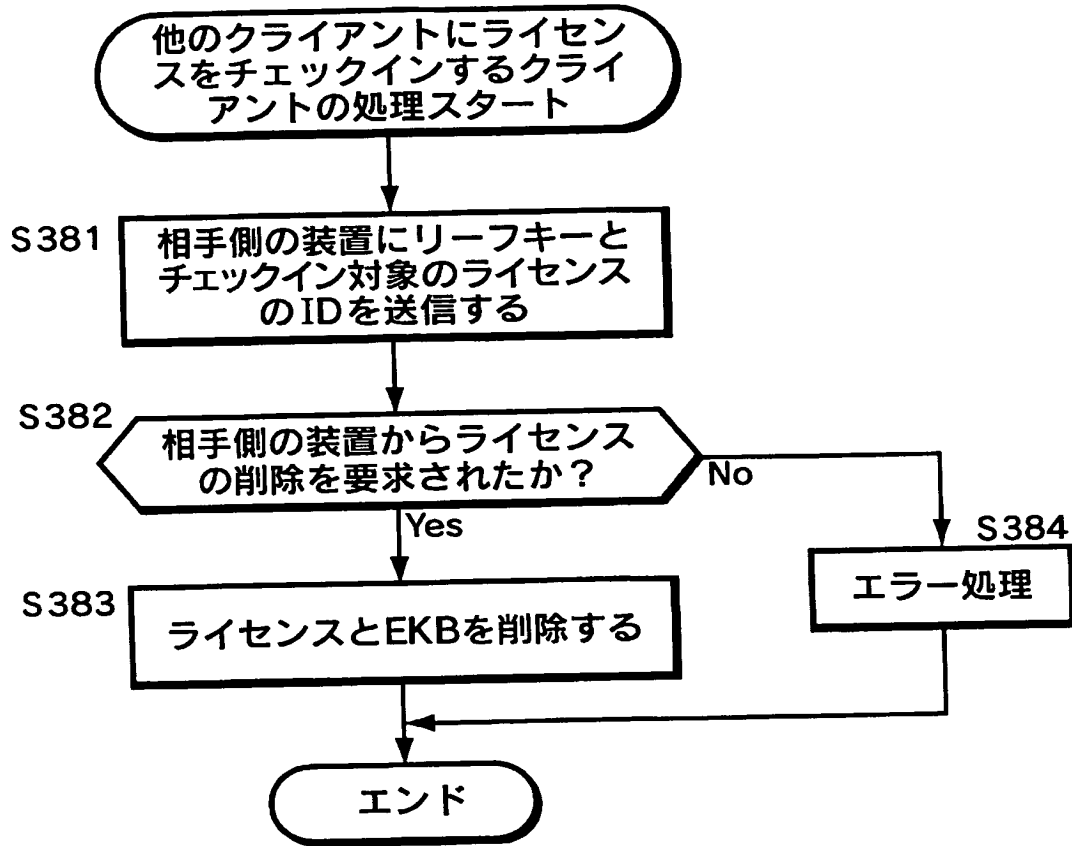 他のクライアントにライセン
スをチェックインするクライ
アントの処理スタート
S381
相手側の装置にリーフキーと
チェックイン対象のライセンス
のIDを送信する
S382
相手側の装置からライセンス
の削除を要求されたか?
No
Yes
S384
エラー処理
S383
ライセンスとEKBを削除する
エンド